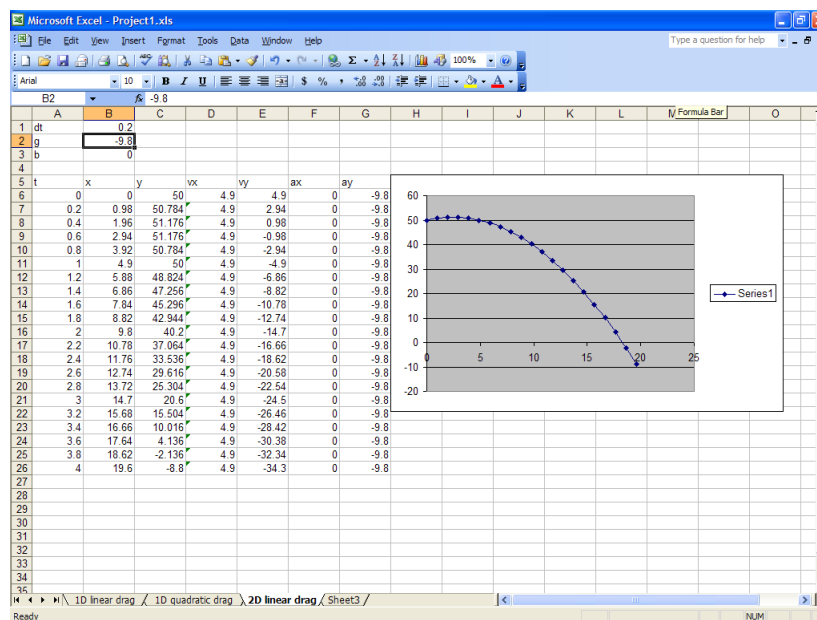 Microsoft Excel - Project1.xls
File Edit View Insert Format Tools Data Window Help Type a question for help
100%
Arial 10 B I U $ % ,
B2 fx -9.8
Formula Bar
A B C D E F G H I J K L M O
1 dt 0.2
2 g -9.8
3 b 0
4
5 t x y vx vy ax ay
6 0 0 50 4.9 4.9 0 -9.8
7 0.2 0.98 50.784 4.9 2.94 0 -9.8
8 0.4 1.96 51.176 4.9 0.98 0 -9.8
9 0.6 2.94 51.176 4.9 -0.98 0 -9.8
10 0.8 3.92 50.784 4.9 -2.94 0 -9.8
11 1 4.9 50 4.9 -4.9 0 -9.8
12 1.2 5.88 48.824 4.9 -6.86 0 -9.8
13 1.4 6.86 47.256 4.9 -8.82 0 -9.8
14 1.6 7.84 45.296 4.9 -10.78 0 -9.8
15 1.8 8.82 42.944 4.9 -12.74 0 -9.8
16 2 9.8 40.2 4.9 -14.7 0 -9.8
17 2.2 10.78 37.064 4.9 -16.66 0 -9.8
18 2.4 11.76 33.536 4.9 -18.62 0 -9.8
19 2.6 12.74 29.616 4.9 -20.58 0 -9.8
20 2.8 13.72 25.304 4.9 -22.54 0 -9.8
21 3 14.7 20.6 4.9 -24.5 0 -9.8
22 3.2 15.68 15.504 4.9 -26.46 0 -9.8
23 3.4 16.66 10.016 4.9 -28.42 0 -9.8
24 3.6 17.64 4.136 4.9 -30.38 0 -9.8
25 3.8 18.62 -2.136 4.9 -32.34 0 -9.8
26 4 19.6 -8.8 4.9 -34.3 0 -9.8
27
28
29
30
31
32
33
34
35
60
50
40
30
20
10
0
-10
-20
0 5 10 15 20 25
Series1
1D linear drag 1D quadratic drag 2D linear drag Sheet3
Ready NUM